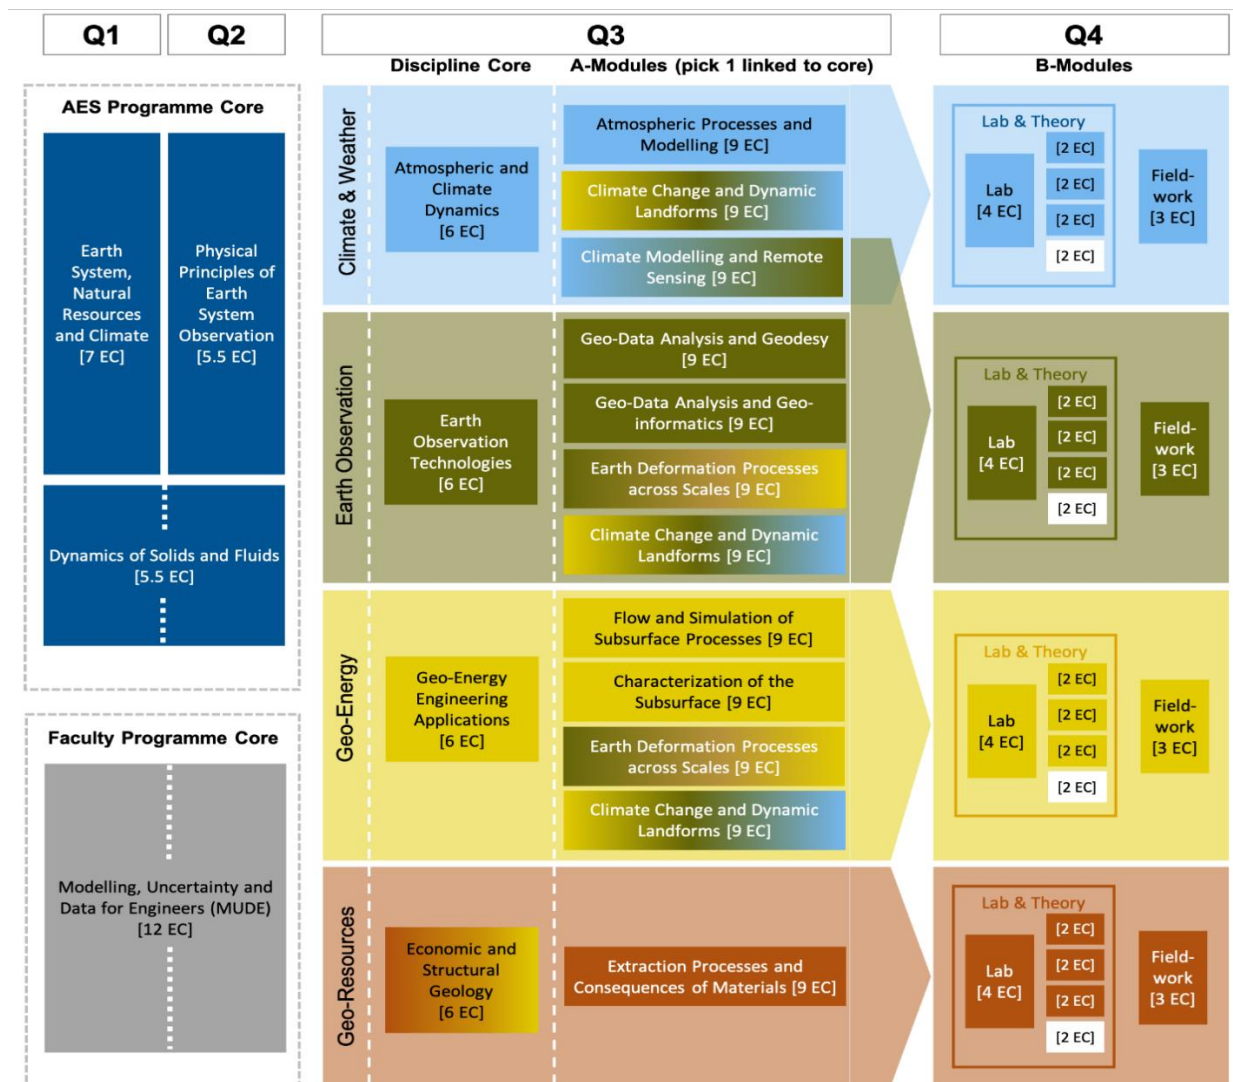 Q1
Q2
Q3
Q4
Discipline Core
A-Modules (pick 1 linked to core)
B-Modules
AES Programme Core
Earth
System,
Natural
Resources
and Climate
[7 EC]
Physical
Principles of
Earth
System
Observation
[5.5 EC]
Dynamics of Solids and Fluids
[5.5 EC]
Faculty Programme Core
Modelling, Uncertainty and
Data for Engineers (MUDE)
[12 EC]
Climate & Weather
Atmospheric and
Climate
Dynamics
[6 EC]
Atmospheric Processes and
Modelling [9 EC]
Climate Change and Dynamic
Landforms [9 EC]
Climate Modelling and Remote
Sensing [9 EC]
Lab & Theory
Lab
[4 EC]
[2 EC]
[2 EC]
[2 EC]
[2 EC]
Field-
work
[3 EC]
Earth Observation
Earth
Observation
Technologies
[6 EC]
Geo-Data Analysis and Geodesy
[9 EC]
Geo-Data Analysis and Geo-
informatics [9 EC]
Earth Deformation Processes
across Scales [9 EC]
Climate Change and Dynamic
Landforms [9 EC]
Lab & Theory
Lab
[4 EC]
[2 EC]
[2 EC]
[2 EC]
[2 EC]
Field-
work
[3 EC]
Geo-Energy
Geo-Energy
Engineering
Applications
[6 EC]
Flow and Simulation of
Subsurface Processes [9 EC]
Characterization of the
Subsurface [9 EC]
Earth Deformation Processes
across Scales [9 EC]
Climate Change and Dynamic
Landforms [9 EC]
Lab & Theory
Lab
[4 EC]
[2 EC]
[2 EC]
[2 EC]
[2 EC]
Field-
work
[3 EC]
Geo-Resources
Economic and
Structural
Geology
[6 EC]
Extraction Processes and
Consequences of Materials [9 EC]
Lab & Theory
Lab
[4 EC]
[2 EC]
[2 EC]
[2 EC]
[2 EC]
Field-
work
[3 EC]